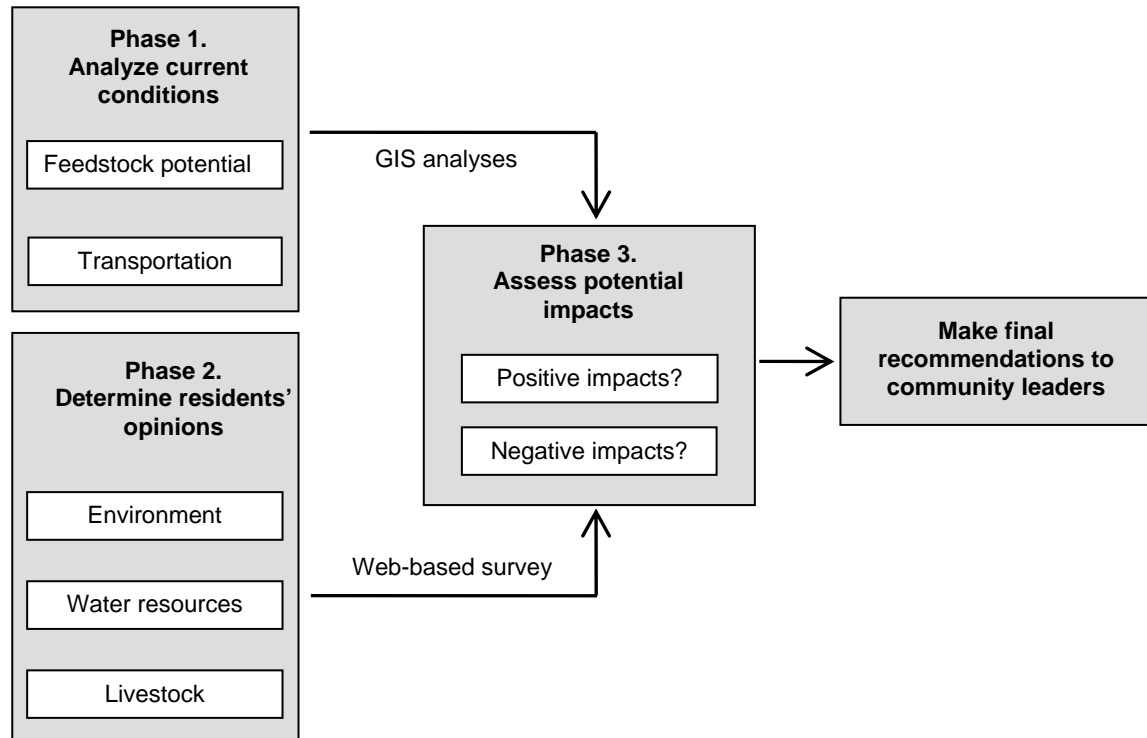 Phase 1.
Analyze current
conditions
Feedstock potential
Transportation
GIS analyses
Phase 2.
Determine residents’
opinions
Environment
Water resources
Livestock
Web-based survey
Phase 3.
Assess potential
impacts
Positive impacts?
Negative impacts?
Make final
recommendations to
community leaders